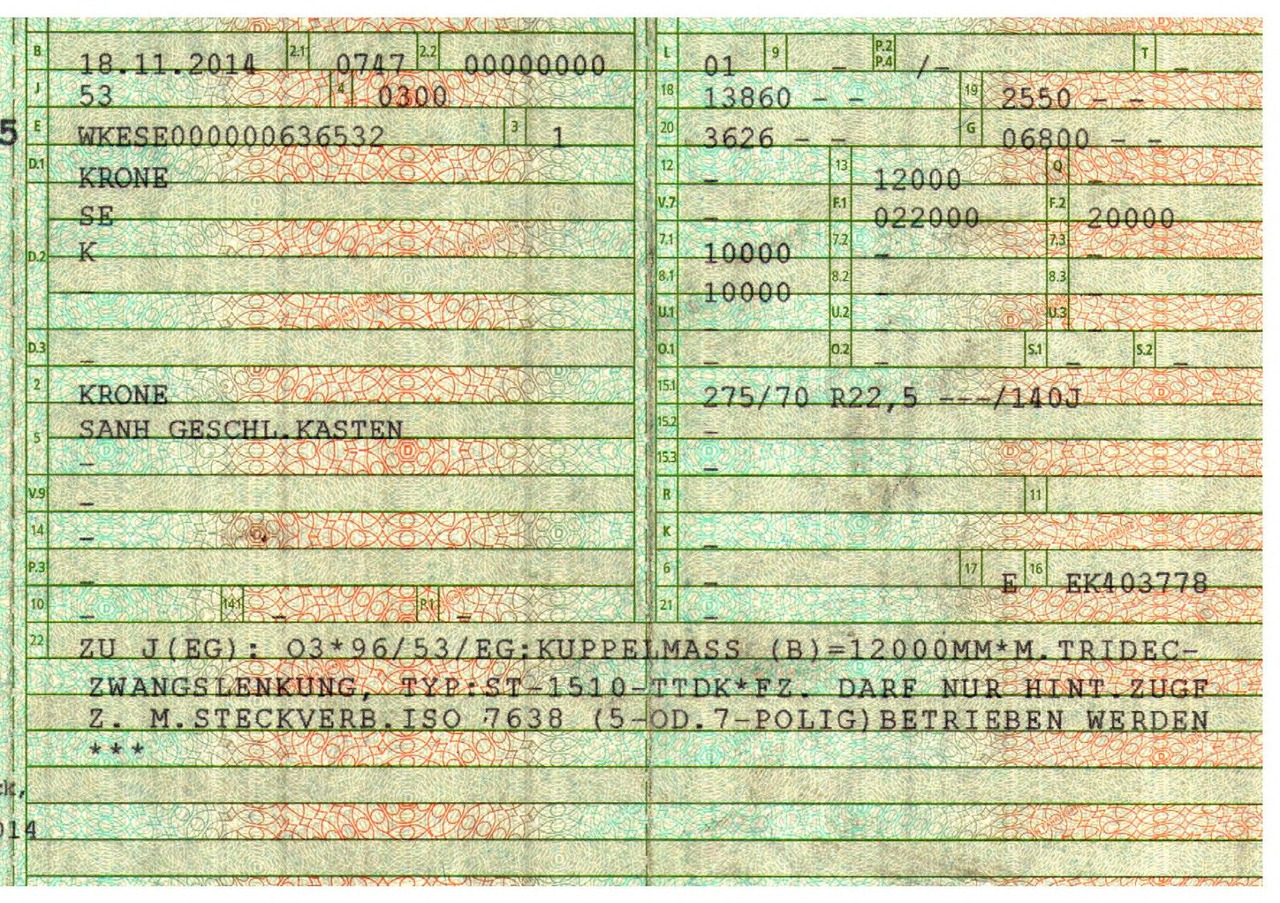 B 18.11.2014 2.1 0747 2.2 00000000
J 53 4 0300
5
E WKESE000000636532 3 1
D.1 KRONE
SE
D.2 K
–
D.3 –
2 KRONE
SANH GESCHL.KASTEN
5 –
V.9 –
14 –
P.3 –
10 – 14.1 – P.1 –
L 01 9 – P.2 P.4 /– T –
18 13860 – – 19 2550 – –
20 3626 – – G 06800 – –
12 – 13 12000 Q –
V.7 – F.1 022000 F.2 20000
7.1 10000 7.2 – 7.3 –
8.1 10000 8.2 – 8.3 –
U.1 – U.2 – U.3 –
O.1 – O.2 – S.1 – S.2 –
15.1 275/70 R22,5 ---/140J
15.2 –
15.3 –
R 11
K –
6 – 17 E 16 EK403778
21 –
22 ZU J(EG): O3*96/53/EG:KUPPELMASS (B)=12000MM*M.TRIDEC-
ZWANGSLENKUNG, TYP:ST-1510-TTDK*FZ. DARF NUR HINT.ZUGF
Z. M.STECKVERB.ISO 7638 (5-OD.7-POLIG)BETRIEBEN WERDEN
***
ck,
014